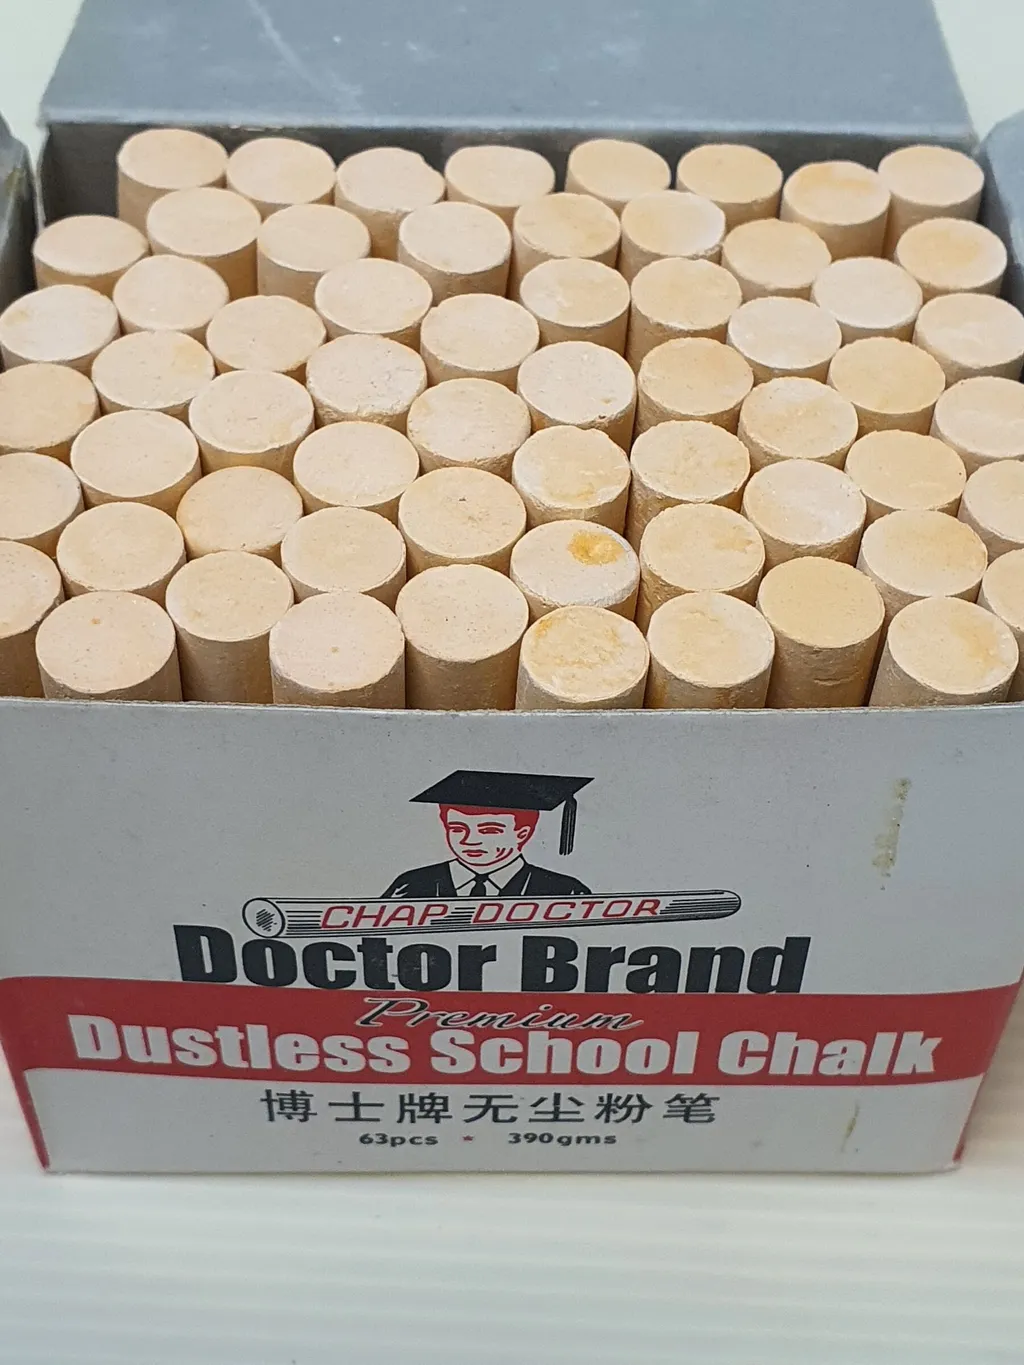 CHAP DOCTOR
Doctor Brand
Premium
Dustless School Chalk
博士牌无尘粉笔
63pcs * 390gms